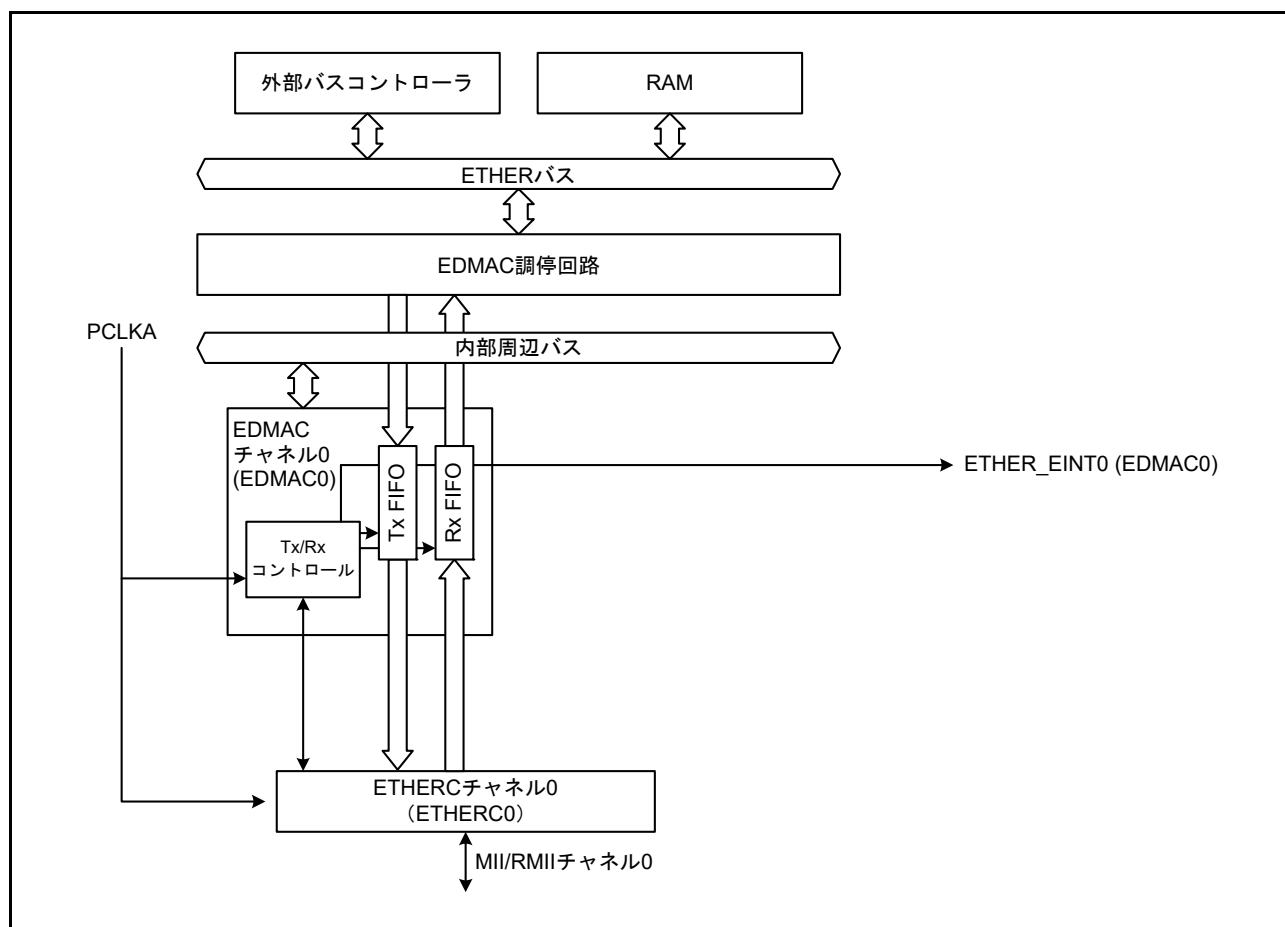 外部バスコントローラ
RAM
ETHERバス
EDMAC調停回路
PCLKA
内部周辺バス
EDMAC
チャネル0
(EDMAC0)
Tx FIFO
Rx FIFO
ETHER_EINT0 (EDMAC0)
Tx/Rx
コントロール
ETHERCチャネル0
（ETHERC0）
MII/RMIIチャネル0